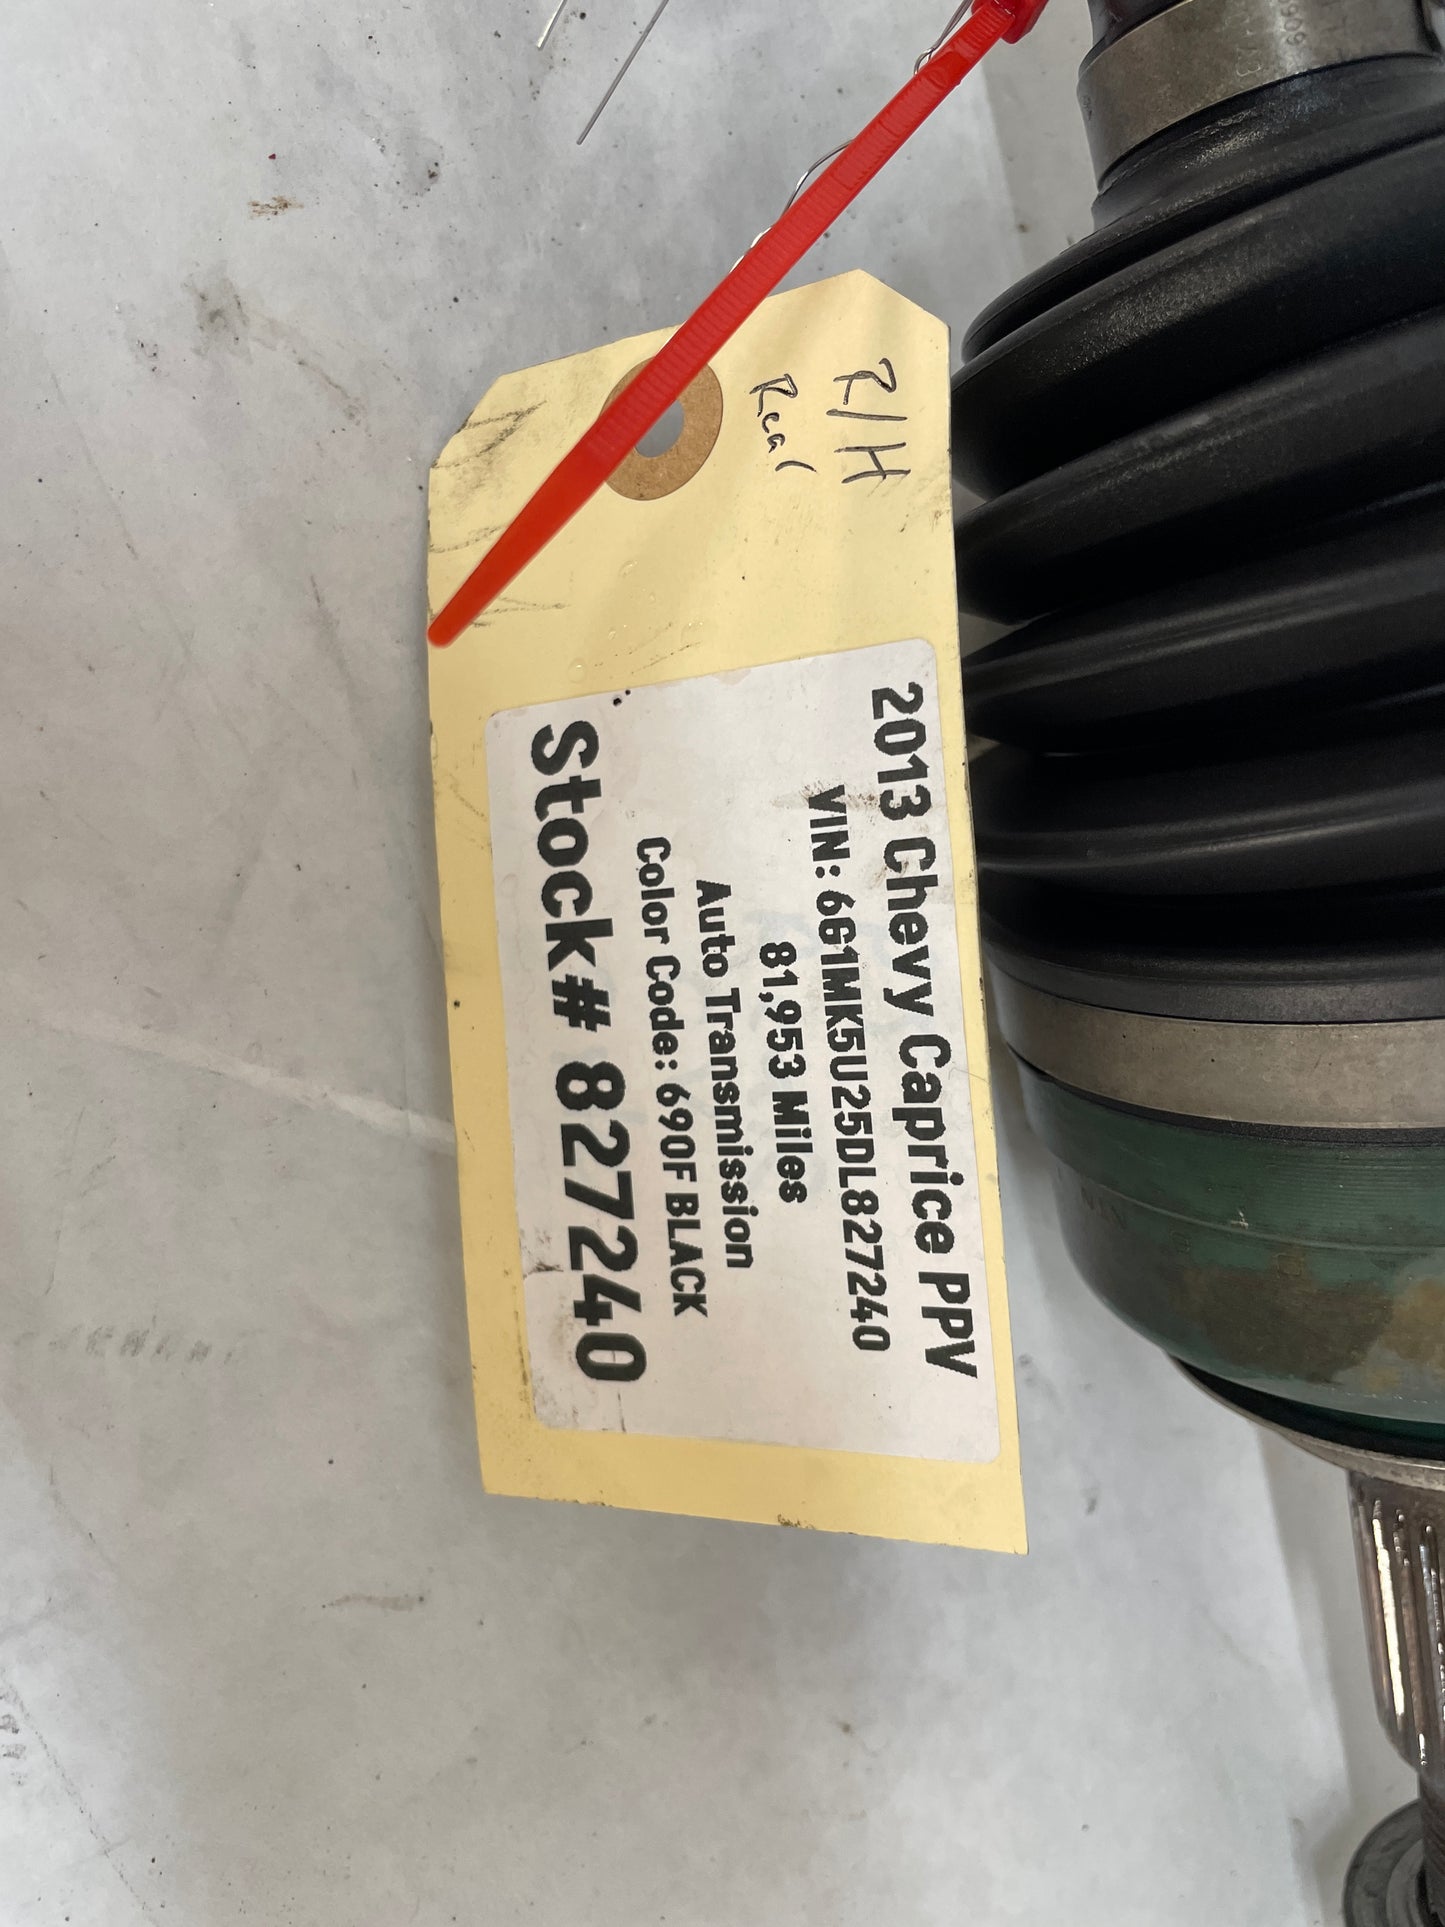 R/H
Rear
2013 Chevy Caprice PPV
VIN: 6G1MK5U25DL827240
81,953 Miles
Auto Transmission
Color Code: 690F BLACK
Stock# 827240